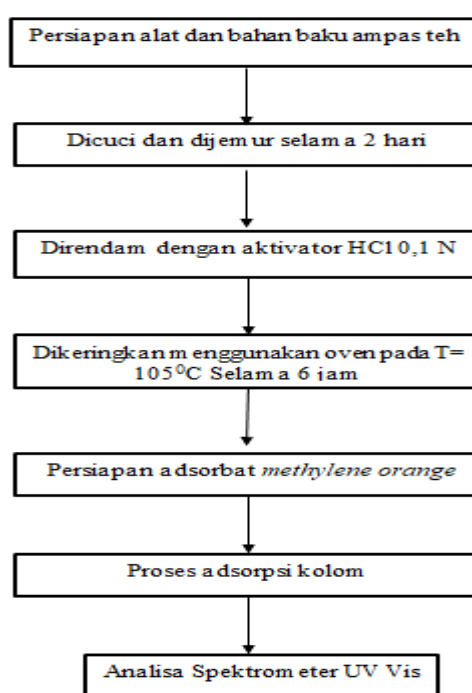 Persiapan alat dan bahan baku ampas teh
Dicuci dan dijemur selama 2 hari
Direndam dengan aktivator HCl 0,1 N
Dikeringkan menggunakan oven pada T=
105⁰C Selama 6 jam
Persiapan adsorbat methylene orange
Proses adsorpsi kolom
Analisa Spektrometer UV Vis